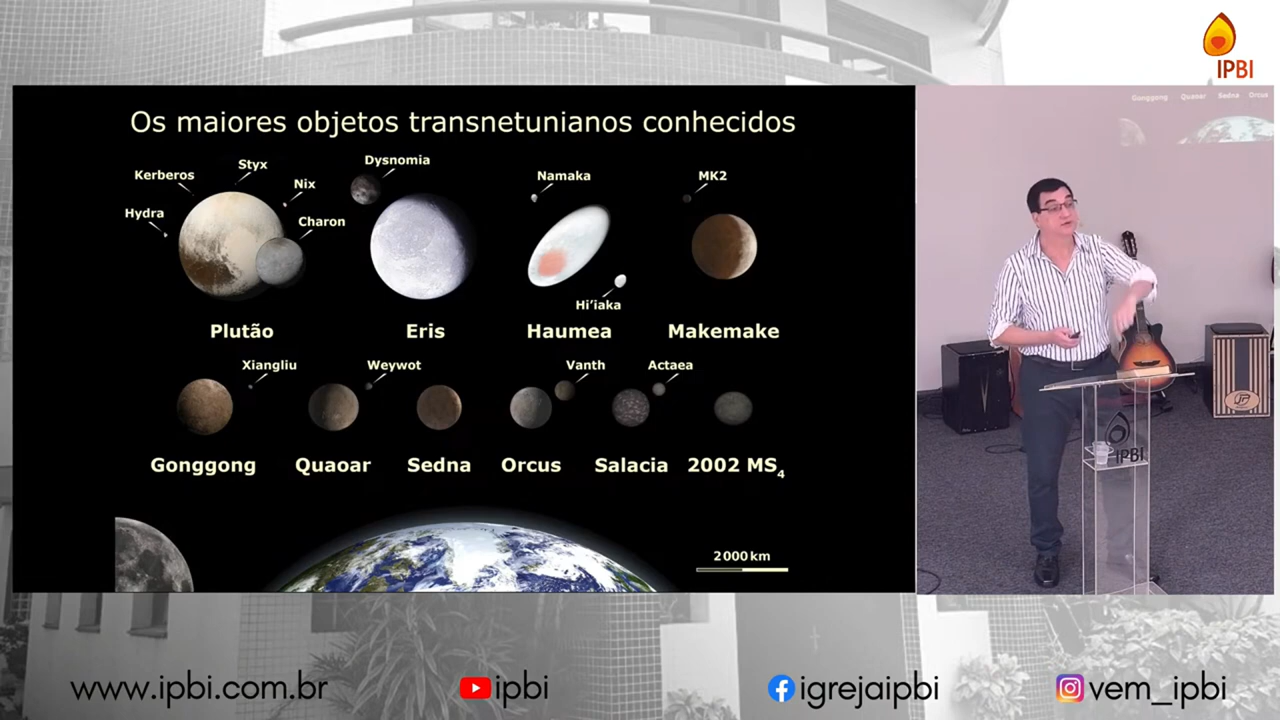 IPBI
Os maiores objetos transnetunianos conhecidos
Kerberos
Styx
Nix
Hydra
Charon
Dysnomia
Namaka
Hi'iaka
MK2
Plutão
Eris
Haumea
Makemake
Xiangliu
Weywot
Vanth
Actaea
Gonggong
Quaoar
Sedna
Orcus
Salacia
2002 MS4
2000 km
Gonggong Quaoar Sedna Orcus
IPBI
www.ipbi.com.br
ipbi
igrejaipbi
vem_ipbi